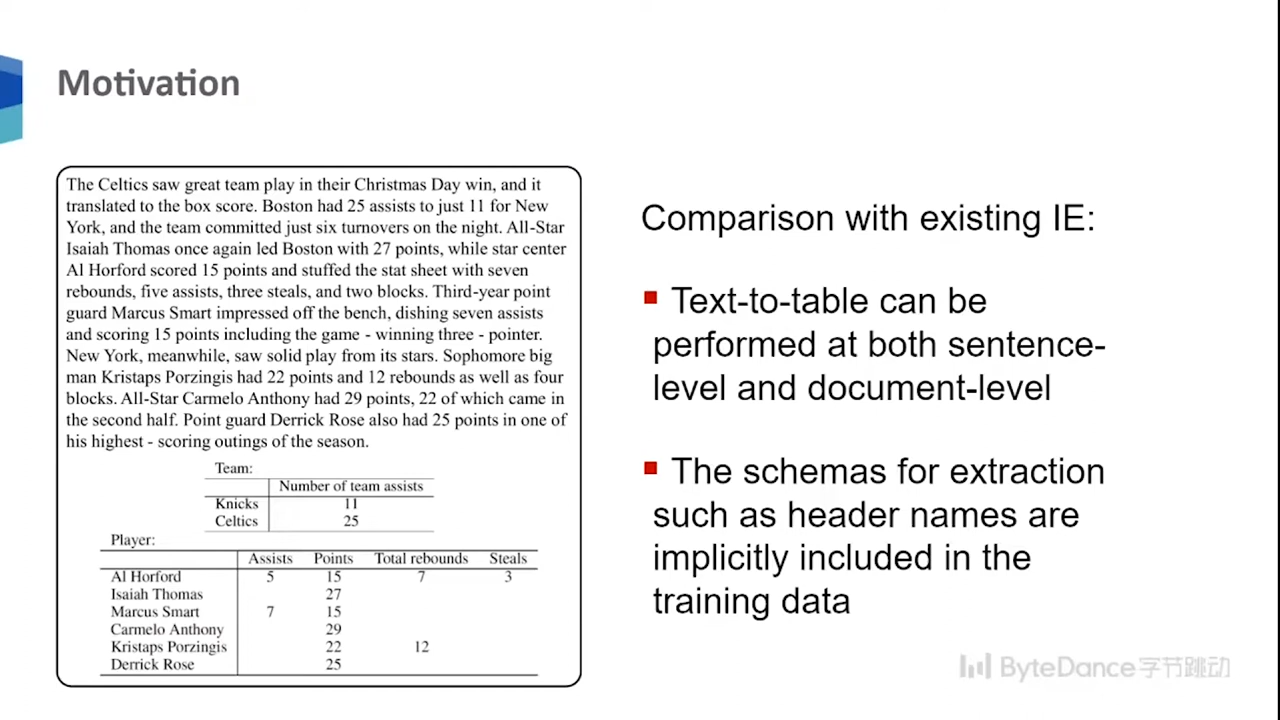 Motivation
The Celtics saw great team play in their Christmas Day win, and it
translated to the box score. Boston had 25 assists to just 11 for New
York, and the team committed just six turnovers on the night. All-Star
Isaiah Thomas once again led Boston with 27 points, while star center
Al Horford scored 15 points and stuffed the stat sheet with seven
rebounds, five assists, three steals, and two blocks. Third-year point
guard Marcus Smart impressed off the bench, dishing seven assists
and scoring 15 points including the game - winning three - pointer.
New York, meanwhile, saw solid play from its stars. Sophomore big
man Kristaps Porzingis had 22 points and 12 rebounds as well as four
blocks. All-Star Carmelo Anthony had 29 points, 22 of which came in
the second half. Point guard Derrick Rose also had 25 points in one of
his highest - scoring outings of the season.
Team:
Number of team assists
Knicks 11
Celtics 25
Player:
Assists Points Total rebounds Steals
Al Horford 5 15 7 3
Isaiah Thomas 27
Marcus Smart 7 15
Carmelo Anthony 29
Kristaps Porzingis 22 12
Derrick Rose 25
Comparison with existing IE:
Text-to-table can be
performed at both sentence-
level and document-level
The schemas for extraction
such as header names are
implicitly included in the
training data
ByteDance字节跳动